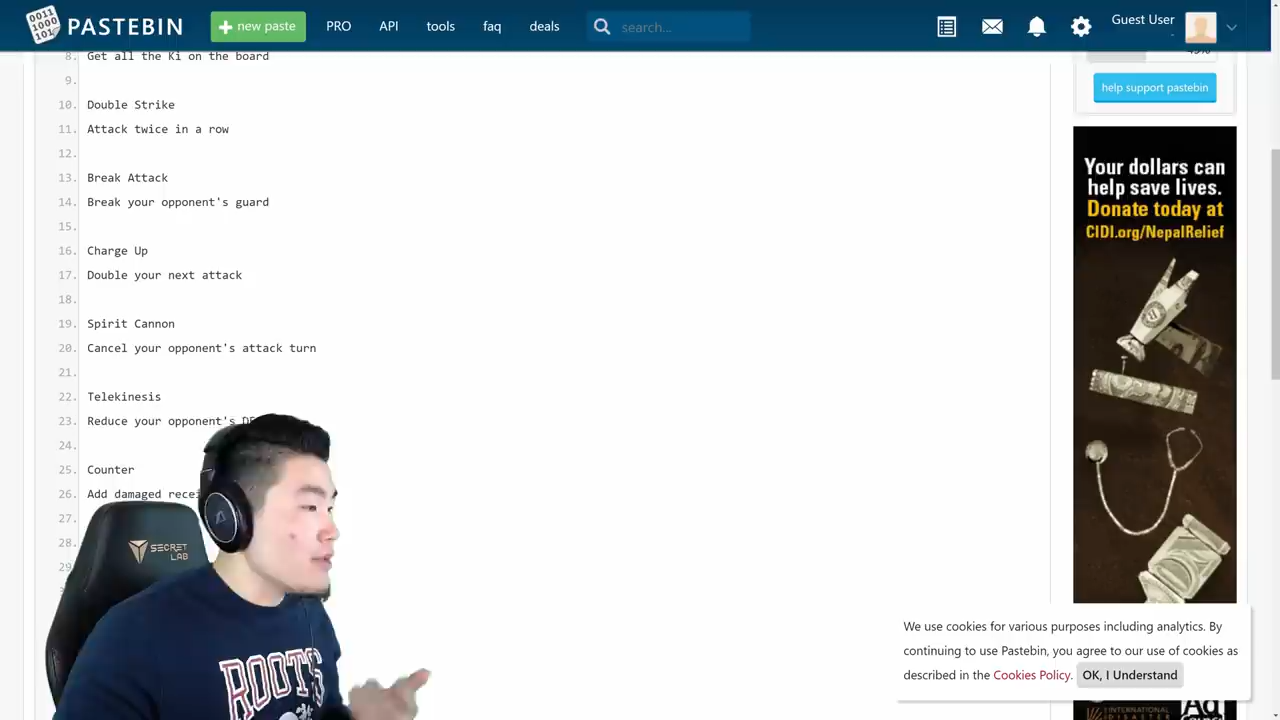 0011
1000
101
PASTEBIN
new paste
PRO
API
tools
faq
deals
search...
Guest User
8. Get all the Ki on the board
9.
10. Double Strike
11. Attack twice in a row
12.
13. Break Attack
14. Break your opponent's guard
15.
16. Charge Up
17. Double your next attack
18.
19. Spirit Cannon
20. Cancel your opponent's attack turn
21.
22. Telekinesis
23. Reduce your opponent's
24.
25. Counter
26. Add damaged
27.
28.
29.
help support pastebin
Your dollars can
help save lives.
Donate today at
CIDI.org/NepalRelief
We use cookies for various purposes including analytics. By
continuing to use Pastebin, you agree to our use of cookies as
described in the Cookies Policy. OK, I Understand
INTERNATIONAL
SECRET
LAB
ROOTS